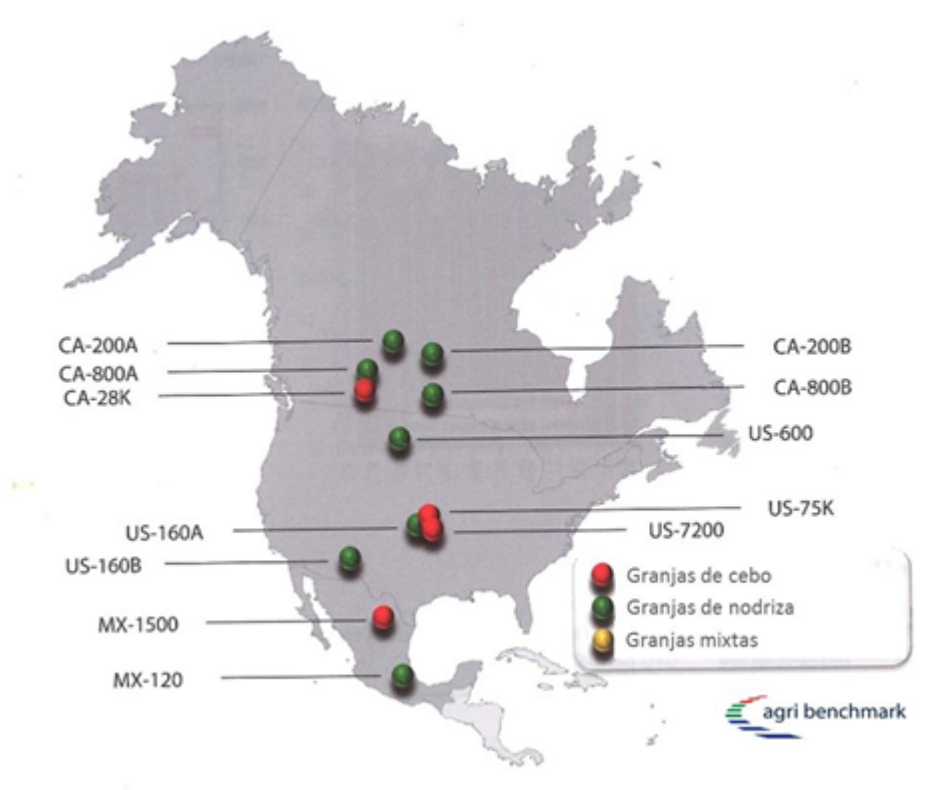 CA-200A
CA-800A
CA-28K
CA-200B
CA-800B
US-600
US-75K
US-7200
US-160A
US-160B
MX-1500
MX-120
Granjas de cebo
Granjas de nodriza
Granjas mixtas
agri benchmark